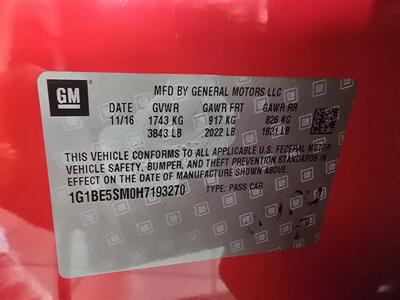 GM
MFD BY GENERAL MOTORS LLC
DATE GVWR GAWR FRT GAWR RR
11/16 1743 KG 917 KG 826 KG
3843 LB 2022 LB 1821 LB
THIS VEHICLE CONFORMS TO ALL APPLICABLE U.S. FEDERAL MOTOR
VEHICLE SAFETY, BUMPER, AND THEFT PREVENTION STANDARDS IN
EFFECT ON THE DATE OF MANUFACTURE SHOWN ABOVE.
1G1BE5SM0H7193270 TYPE: PASS CAR